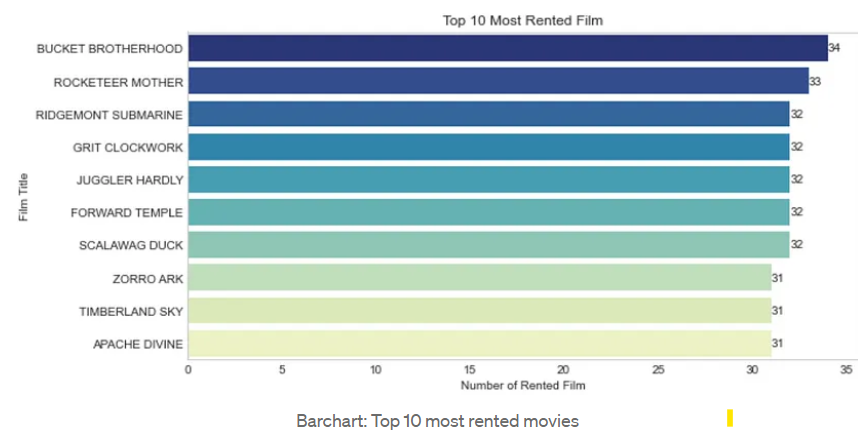 Top 10 Most Rented Film
BUCKET BROTHERHOOD 34
ROCKETEER MOTHER 33
RIDGEMONT SUBMARINE 32
GRIT CLOCKWORK 32
JUGGLER HARDLY 32
Film Title
FORWARD TEMPLE 32
SCALAWAG DUCK 32
ZORRO ARK 31
TIMBERLAND SKY 31
APACHE DIVINE 31
0 5 10 15 20 25 30 35
Number of Rented Film
Barchart: Top 10 most rented movies